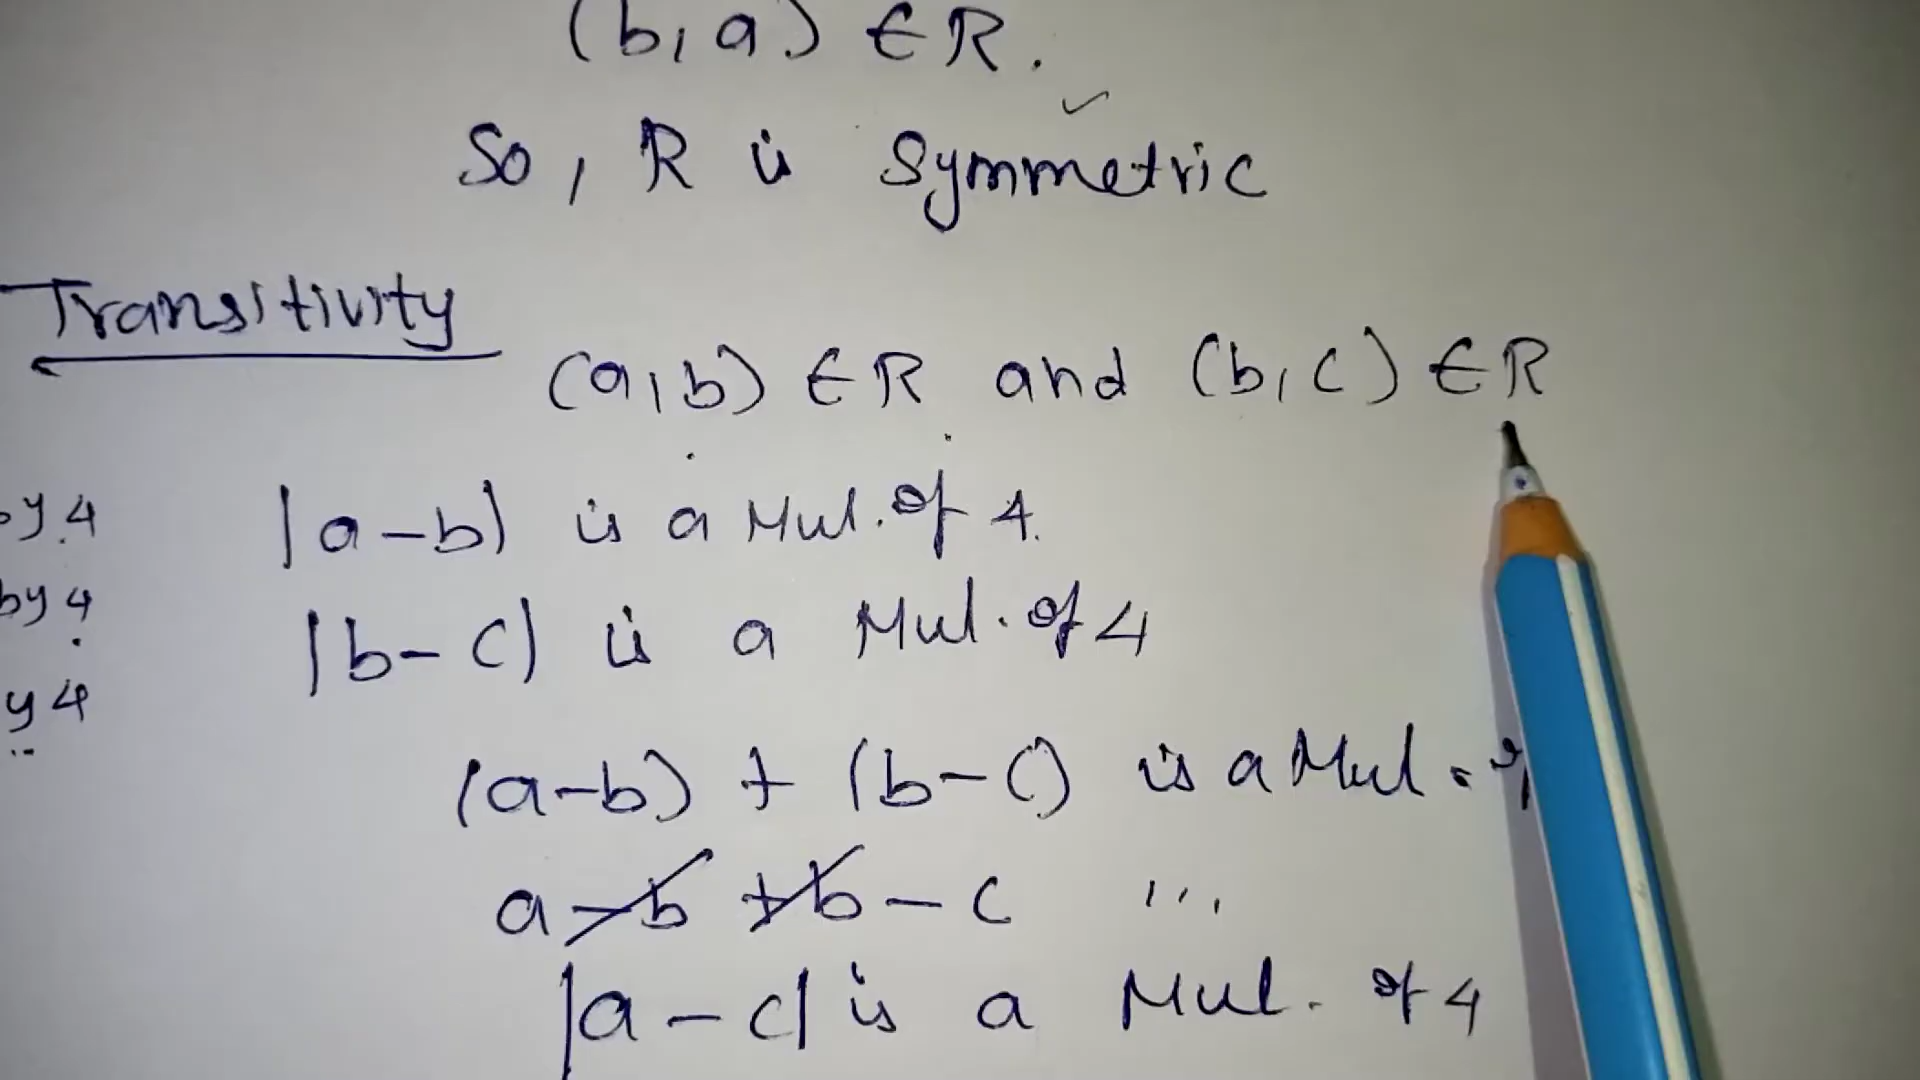 (b, a) ∈ R.
So, R is Symmetric
Transitivity
(a, b) ∈ R and (b, c) ∈ R
by 4
|a-b| is a Mul. of 4.
by 4
|b-c| is a Mul. of 4
y 4
(a-b) + (b-c) is a Mul.
a - b + b - c ...
|a-c| is a Mul. of 4